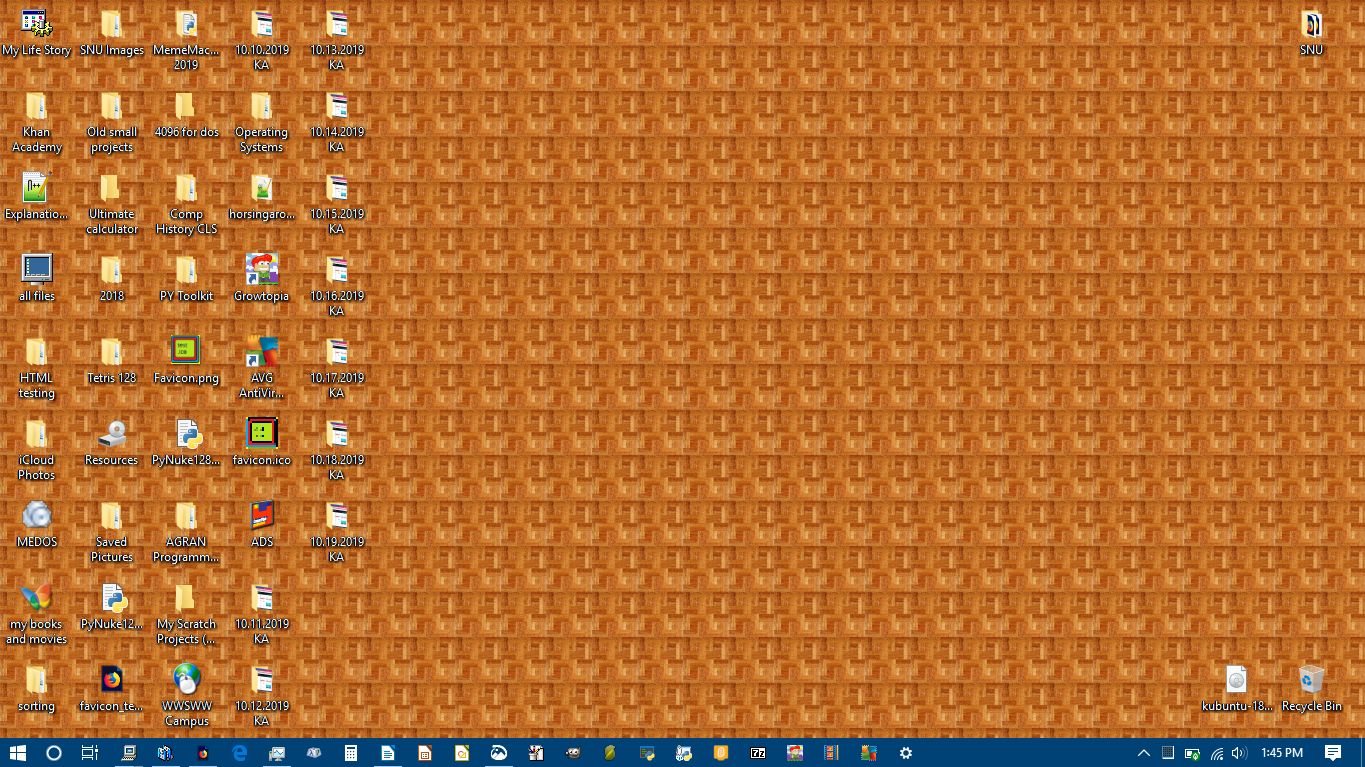 My Life Story
SNU Images
MemeMac...
2019
10.10.2019
KA
10.13.2019
KA
SNU
Khan
Academy
Old small
projects
4096 for dos
Operating
Systems
10.14.2019
KA
Explanatio...
Ultimate
calculator
Comp
History CLS
horsingaro...
10.15.2019
KA
all files
2018
PY Toolkit
Growtopia
10.16.2019
KA
HTML
testing
Tetris 128
Favicon.png
AVG
AntiVir...
10.17.2019
KA
iCloud
Photos
Resources
PyNuke128...
favicon.ico
10.18.2019
KA
MEDOS
Saved
Pictures
AGRAN
Programm...
ADS
10.19.2019
KA
my books
and movies
PyNuke12...
My Scratch
Projects (...
10.11.2019
KA
sorting
favicon_te...
WWSWW
Campus
10.12.2019
KA
kubuntu-18...
Recycle Bin
1:45 PM